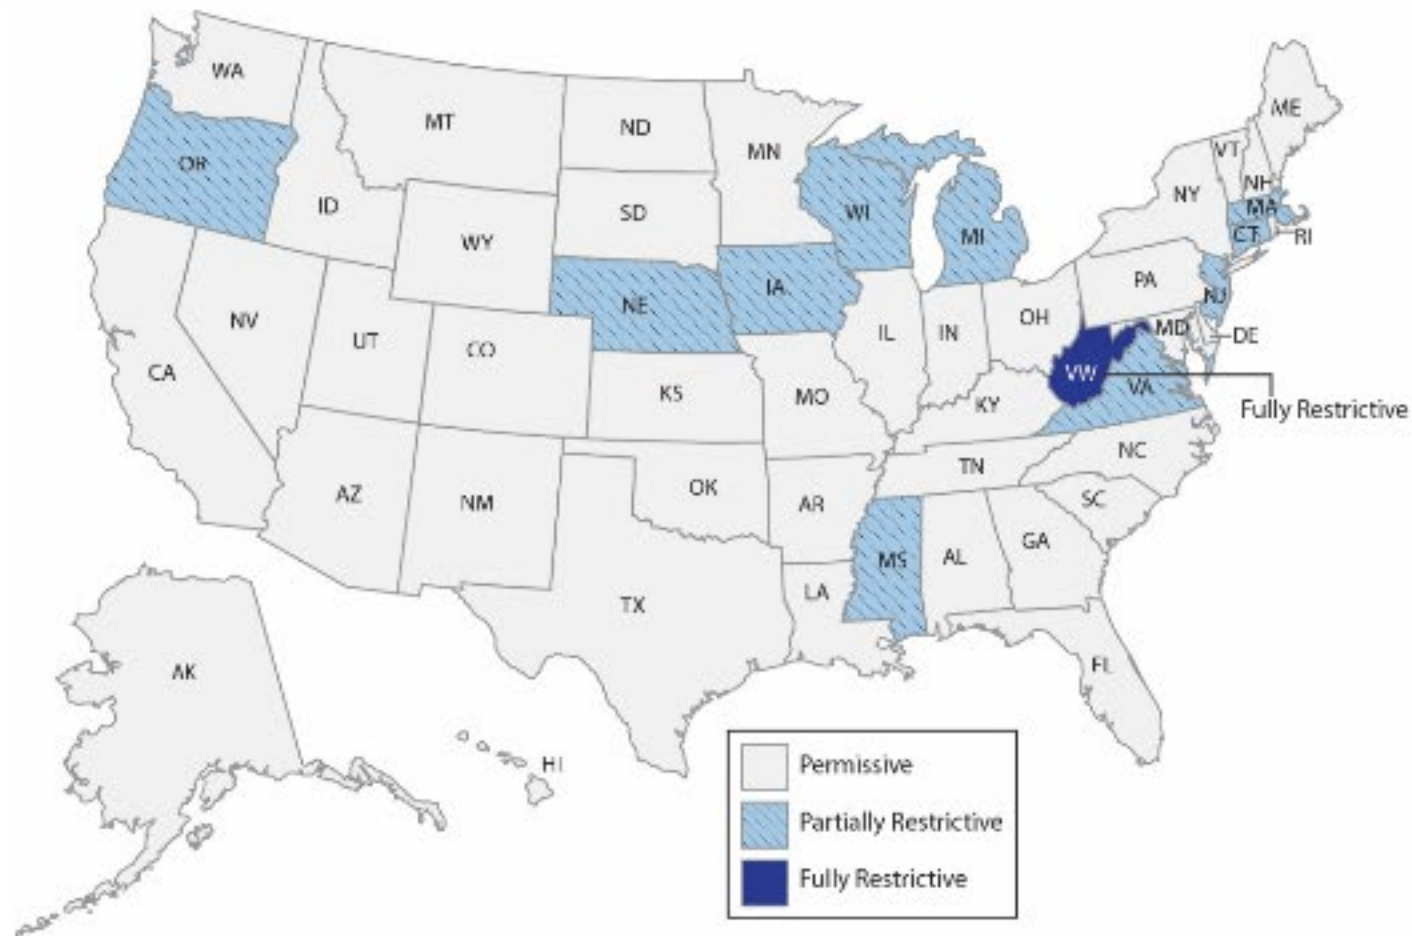 WA
MT
ND
MN
ME
VT
NH
NY
MA
CT
RI
OR
ID
WY
SD
WI
MI
NE
IA
PA
NJ
NV
UT
CO
IL
IN
OH
MD
DE
CA
KS
MO
KY
VW
VA
Fully Restrictive
AZ
NM
OK
AR
TN
NC
SC
MS
AL
GA
TX
LA
FL
AK
HI
Permissive
Partially Restrictive
Fully Restrictive